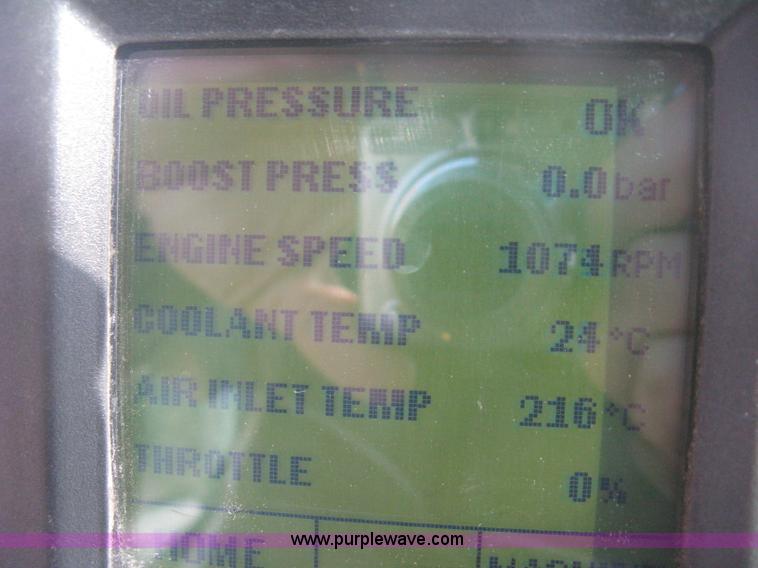 OIL PRESSURE OK
BOOST PRESS 0.0 bar
ENGINE SPEED 1074 RPM
COOLANT TEMP 24 °C
AIR INLET TEMP 216 °C
THROTTLE 0%
HOME
www.purplewave.com